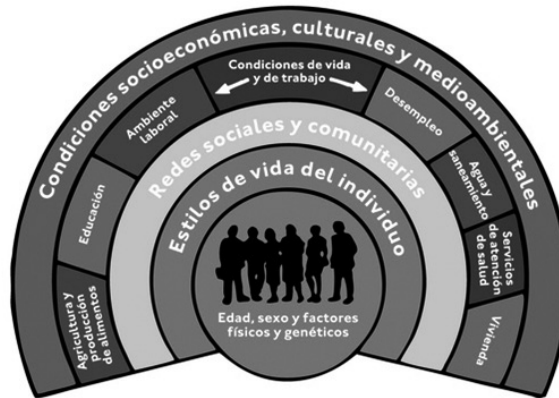 Condiciones socioeconómicas, culturales y medioambientales
Condiciones de vida
y de trabajo
Ambiente
laboral
Desempleo
Educación
Agua y
saneamiento
Agricultura y
producción
de alimentos
Servicios
de atención
de salud
Vivienda
Redes sociales y comunitarias
Estilos de vida del individuo
Edad, sexo y factores
físicos y genéticos